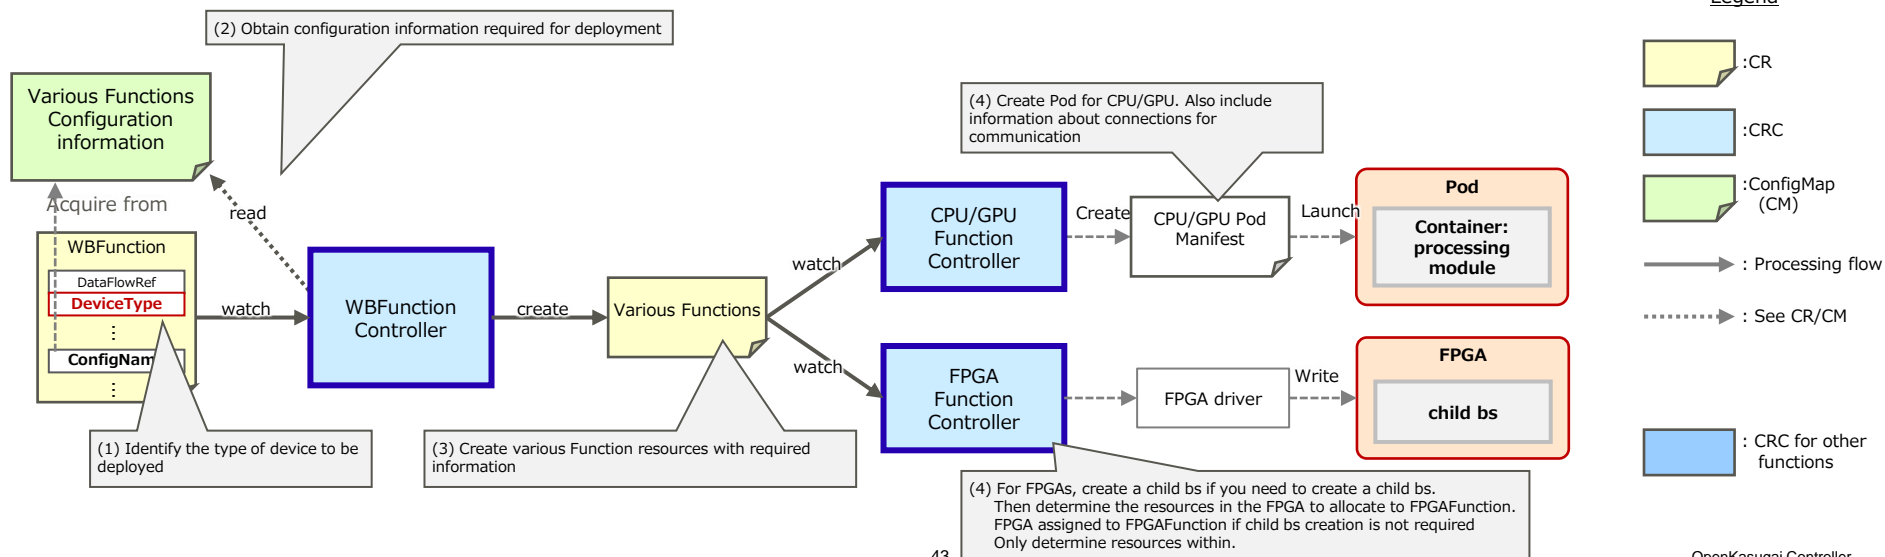 (2) Obtain configuration information required for deployment
Various Functions
Configuration
information
Acquire from
read
WBFunction
DataFlowRef
DeviceType
⋮
ConfigName
⋮
watch
WBFunction
Controller
create
Various Functions
watch
watch
(1) Identify the type of device to be
deployed
(3) Create various Function resources with required
information
(4) Create Pod for CPU/GPU. Also include
information about connections for
communication
CPU/GPU
Function
Controller
Create
CPU/GPU Pod
Manifest
Launch
Pod
Container:
processing
module
FPGA
Function
Controller
FPGA driver
Write
FPGA
child bs
(4) For FPGAs, create a child bs if you need to create a child bs.
Then determine the resources in the FPGA to allocate to FPGAFunction.
FPGA assigned to FPGAFunction if child bs creation is not required
Only determine resources within.
Legend
:CR
:CRC
:ConfigMap
(CM)
: Processing flow
: See CR/CM
: CRC for other
functions
43
OpenKasugai Controller